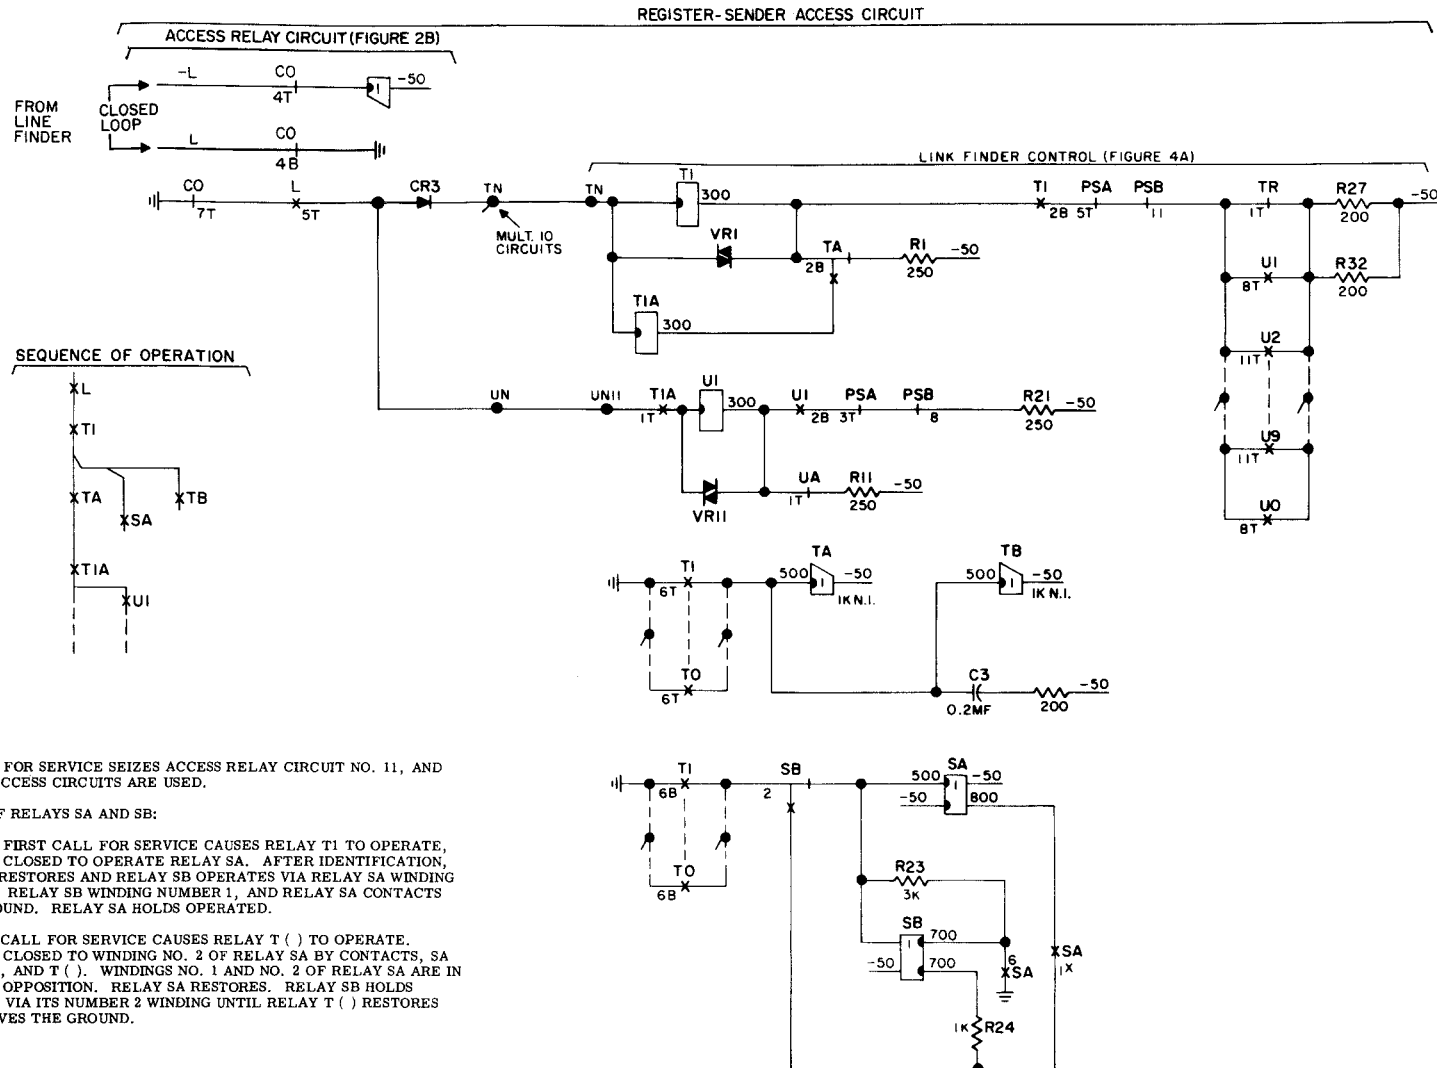 REGISTER-SENDER ACCESS CIRCUIT
ACCESS RELAY CIRCUIT (FIGURE 2B)
-L CO 1 -50
4T
FROM
LINE
FINDER
CLOSED
LOOP
L CO
4B
LINK FINDER CONTROL (FIGURE 4A)
CO L CR3 TN TN T1 300 T1 PSA PSB TR R27 -50
7T 5T 2B 5T 11 1T 200
MULT. 10
CIRCUITS
VR1 TA R1 -50
2B 250
U1 R32
8T 200
T1A 300
U2
11T
SEQUENCE OF OPERATION
L
T1
TA
SA
TB
T1A
U1
UN UN11 T1A U1 300 U1 PSA PSB R21 -50
1T 2B 3T 8 250
U9
11T
VR11 UA R11 -50
1T 250
U0
8T
T1 500 TA 1 -50
6T 1K N.I.
500 TB 1 -50
1K N.I.
T0
6T
C3 -50
0.2MF 200
FOR SERVICE SEIZES ACCESS RELAY CIRCUIT NO. 11, AND
CCESS CIRCUITS ARE USED.
F RELAYS SA AND SB:
FIRST CALL FOR SERVICE CAUSES RELAY T1 TO OPERATE,
CLOSED TO OPERATE RELAY SA. AFTER IDENTIFICATION,
RESTORES AND RELAY SB OPERATES VIA RELAY SA WINDING
RELAY SB WINDING NUMBER 1, AND RELAY SA CONTACTS
OUND. RELAY SA HOLDS OPERATED.
CALL FOR SERVICE CAUSES RELAY T ( ) TO OPERATE.
CLOSED TO WINDING NO. 2 OF RELAY SA BY CONTACTS, SA
, AND T ( ). WINDINGS NO. 1 AND NO. 2 OF RELAY SA ARE IN
OPPOSITION. RELAY SA RESTORES. RELAY SB HOLDS
VIA ITS NUMBER 2 WINDING UNTIL RELAY T ( ) RESTORES
VES THE GROUND.
T1 SB 500 SA 1 -50
6B 2 -50 800
T0
6B
R23
3K
SB
1 700
-50 700
6
SA
SA
1X
1K R24